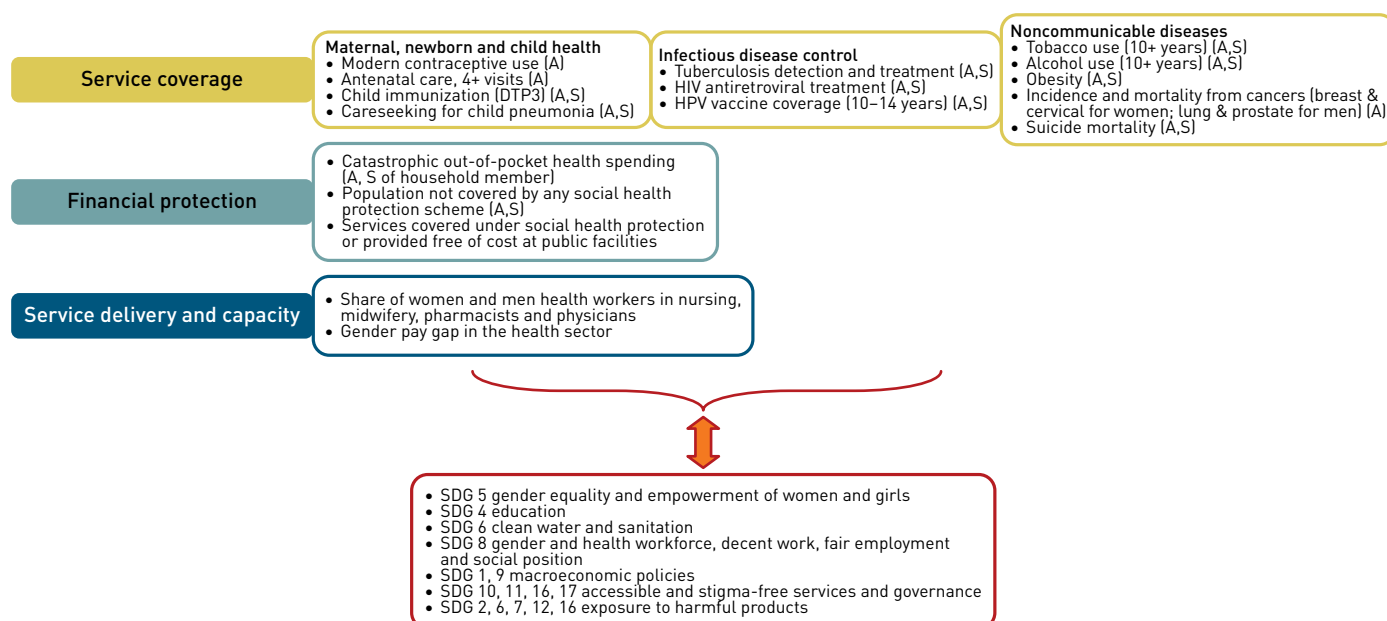 Service coverage
Maternal, newborn and child health
• Modern contraceptive use (A)
• Antenatal care, 4+ visits (A)
• Child immunization (DTP3) (A,S)
• Careseeking for child pneumonia (A,S)
Infectious disease control
• Tuberculosis detection and treatment (A,S)
• HIV antiretroviral treatment (A,S)
• HPV vaccine coverage (10–14 years) (A,S)
Noncommunicable diseases
• Tobacco use (10+ years) (A,S)
• Alcohol use (10+ years) (A,S)
• Obesity (A,S)
• Incidence and mortality from cancers (breast &
cervical for women; lung & prostate for men) (A)
• Suicide mortality (A,S)
Financial protection
• Catastrophic out-of-pocket health spending
(A, S of household member)
• Population not covered by any social health
protection scheme (A,S)
• Services covered under social health protection
or provided free of cost at public facilities
Service delivery and capacity
• Share of women and men health workers in nursing,
midwifery, pharmacists and physicians
• Gender pay gap in the health sector
• SDG 5 gender equality and empowerment of women and girls
• SDG 4 education
• SDG 6 clean water and sanitation
• SDG 8 gender and health workforce, decent work, fair employment
and social position
• SDG 1, 9 macroeconomic policies
• SDG 10, 11, 16, 17 accessible and stigma-free services and governance
• SDG 2, 6, 7, 12, 16 exposure to harmful products